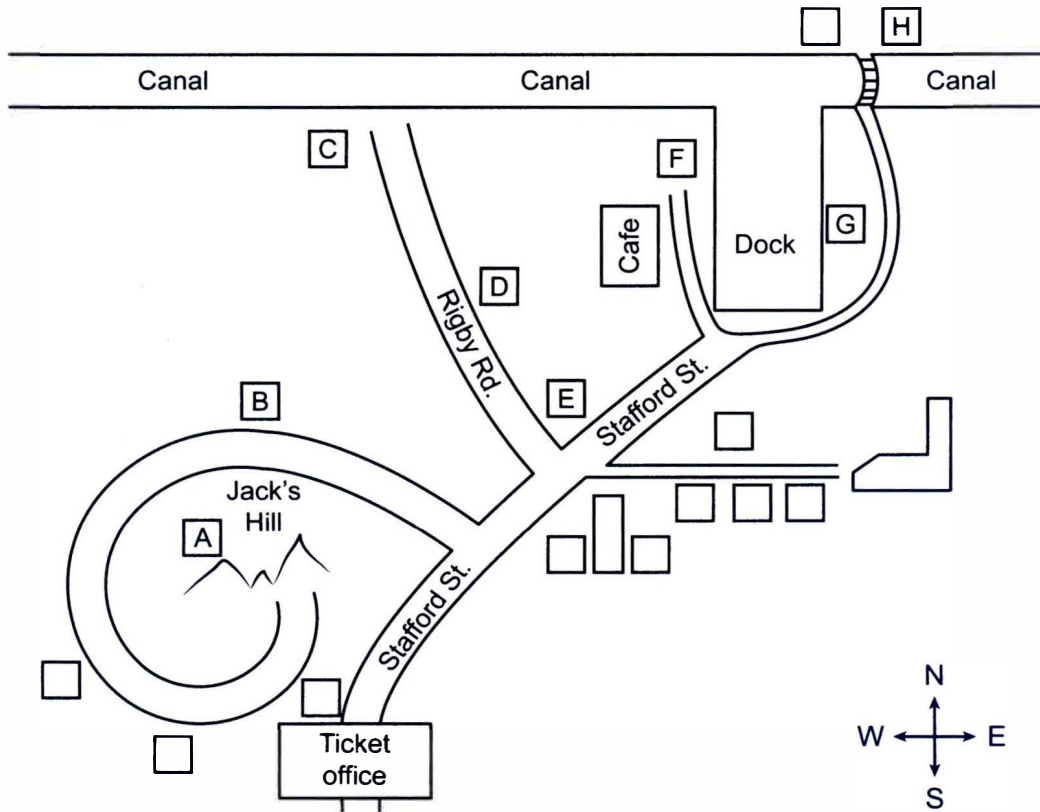 H
Canal
Canal
Canal
C
F
G
Cafe
Dock
D
Rigby Rd.
E
Stafford St.
B
Jack's
Hill
A
Stafford St.
N
W
E
S
Ticket
office